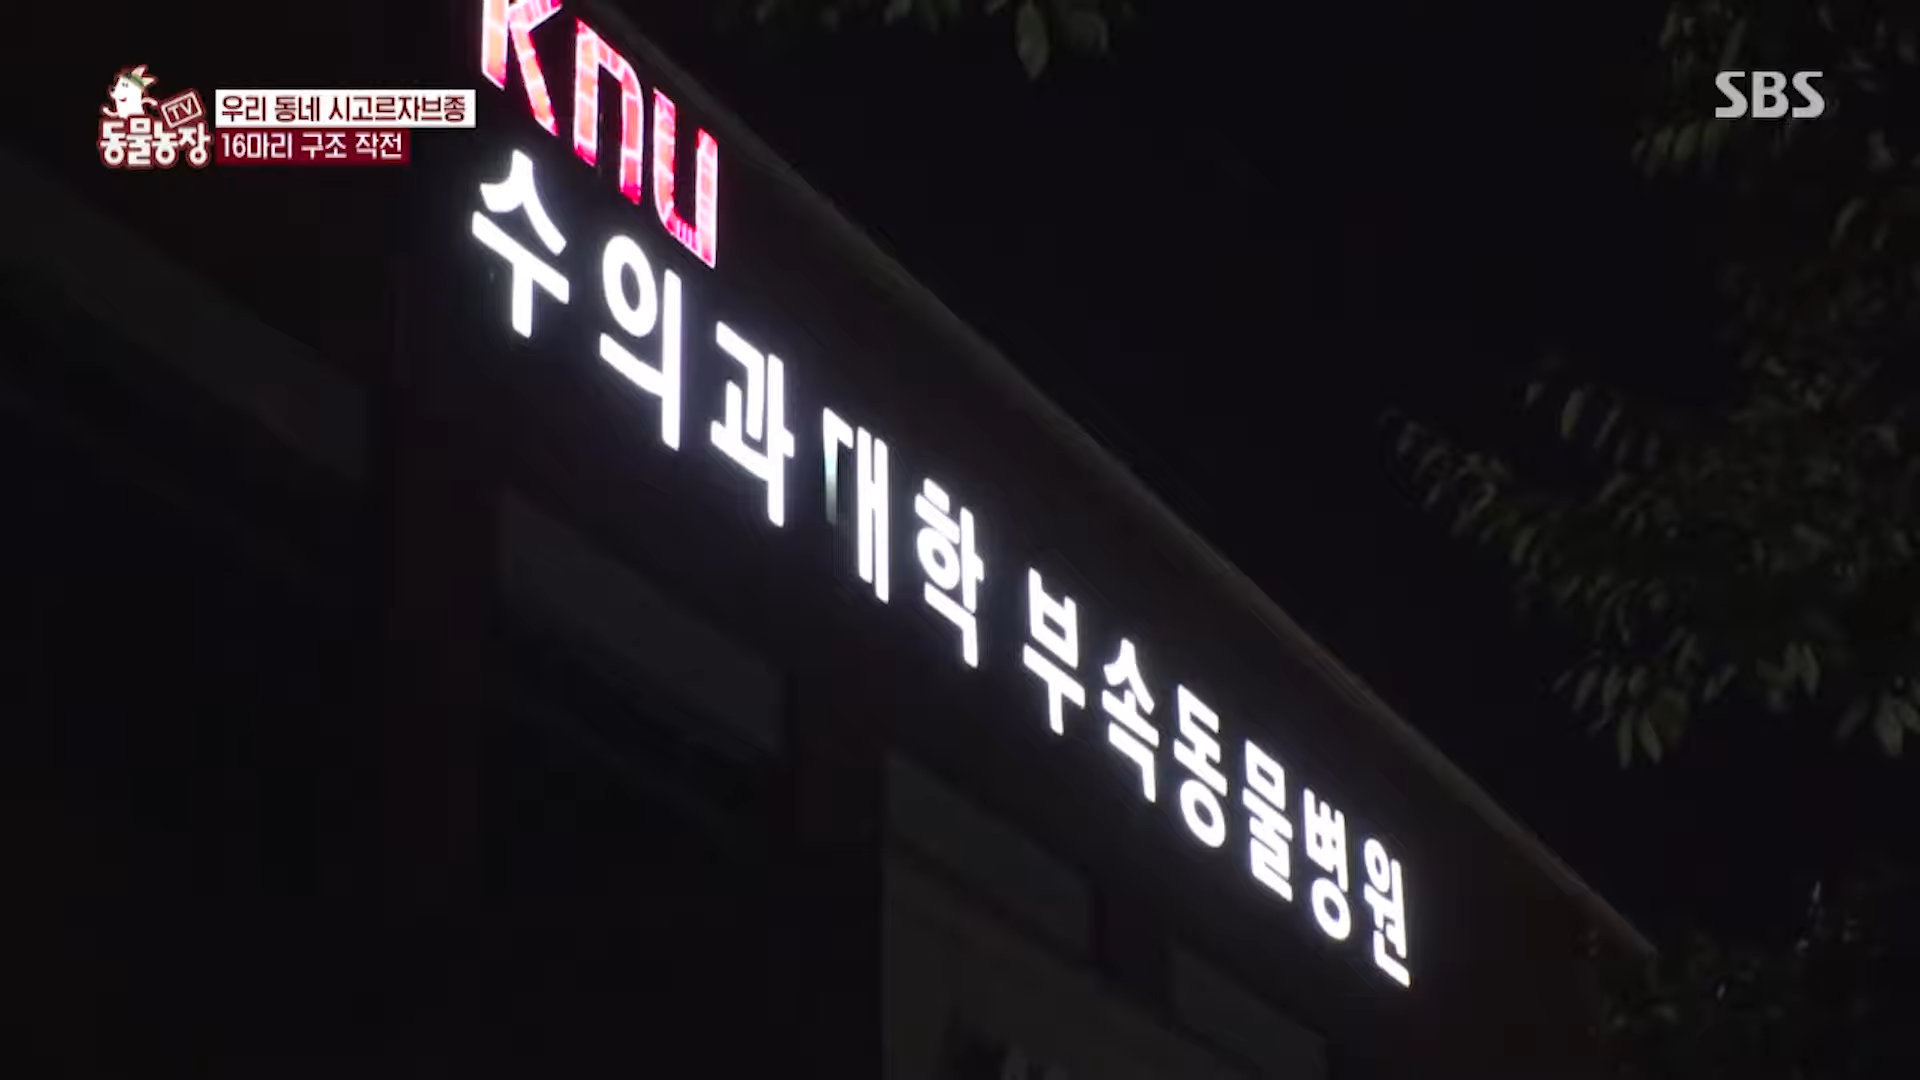 TV
동물농장
우리 동네 시고르자브종
16마리 구조 작전
SBS
knu
수의과대학 부속동물병원